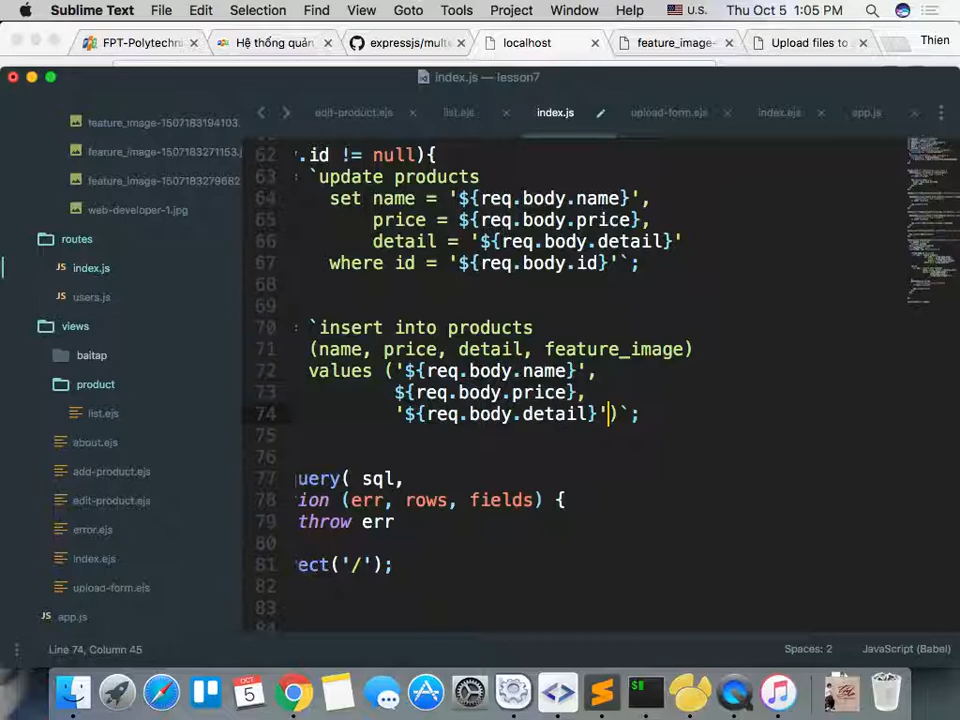 Sublime Text File Edit Selection Find View Goto Tools Project Window Help U.S. Thu Oct 5 1:05 PM
FPT-Polytechni
Hệ thống quản
expressjs/mult
localhost
feature_image-
Upload files to
Thien
index.js — lesson7
edit-product.ejs
list.ejs
index.js
upload-form.ejs
index.ejs
app.js
feature_image-1507183194103.
feature_image-1507183271153.j
feature_image-1507183279682
web-developer-1.jpg
routes
index.js
users.js
views
baitap
product
list.ejs
about.ejs
add-product.ejs
edit-product.ejs
error.ejs
index.ejs
upload-form.ejs
app.js
62 .id != null){
63 `update products
64 set name = '${req.body.name}',
65 price = ${req.body.price},
66 detail = '${req.body.detail}'
67 where id = '${req.body.id}'`;
68
69
70 `insert into products
71 (name, price, detail, feature_image)
72 values ('${req.body.name}',
73 ${req.body.price},
74 '${req.body.detail}')`;
75
76
77 uery( sql,
78 ion (err, rows, fields) {
79 throw err
80
81 ect('/');
82
83
84
Line 74, Column 45
Spaces: 2
JavaScript (Babel)